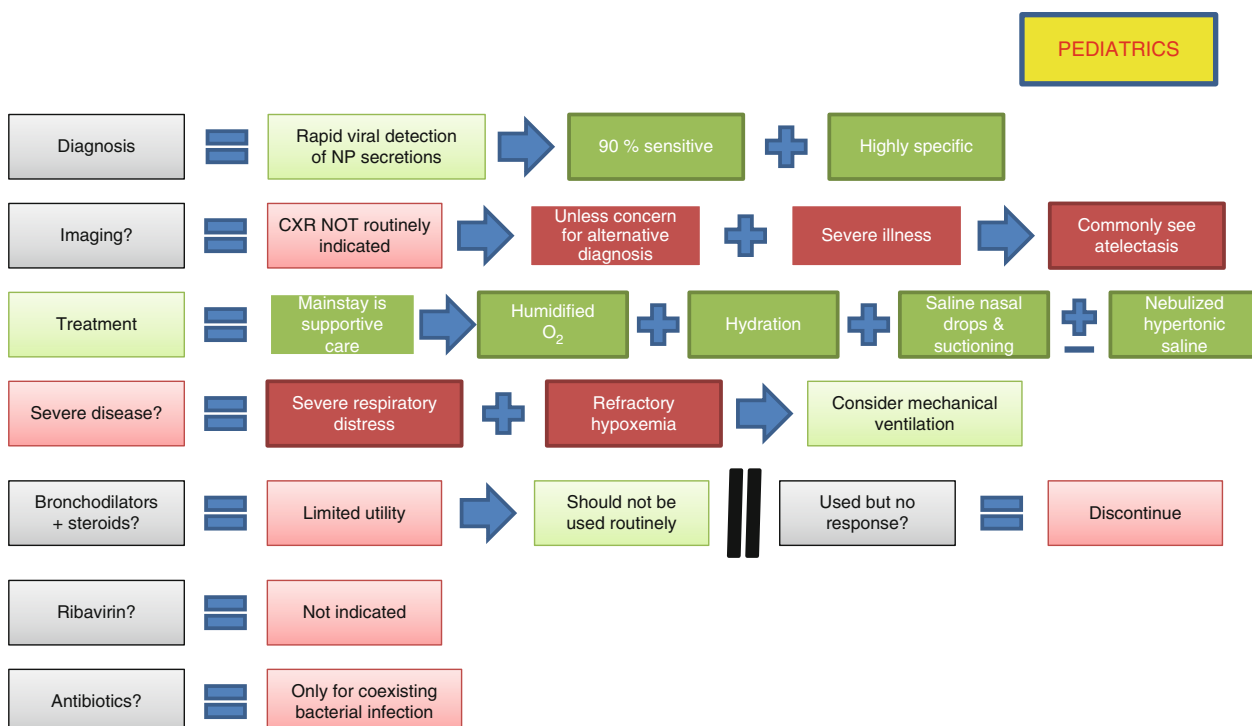 PEDIATRICS
Diagnosis
Rapid viral detection
of NP secretions
90 % sensitive
Highly specific
Imaging?
CXR NOT routinely
indicated
Unless concern
for alternative
diagnosis
Severe illness
Commonly see
atelectasis
Treatment
Mainstay is
supportive
care
Humidified
O₂
Hydration
Saline nasal
drops &
suctioning
Nebulized
hypertonic
saline
Severe disease?
Severe respiratory
distress
Refractory
hypoxemia
Consider mechanical
ventilation
Bronchodilators
+ steroids?
Limited utility
Should not be
used routinely
Used but no
response?
Discontinue
Ribavirin?
Not indicated
Antibiotics?
Only for coexisting
bacterial infection